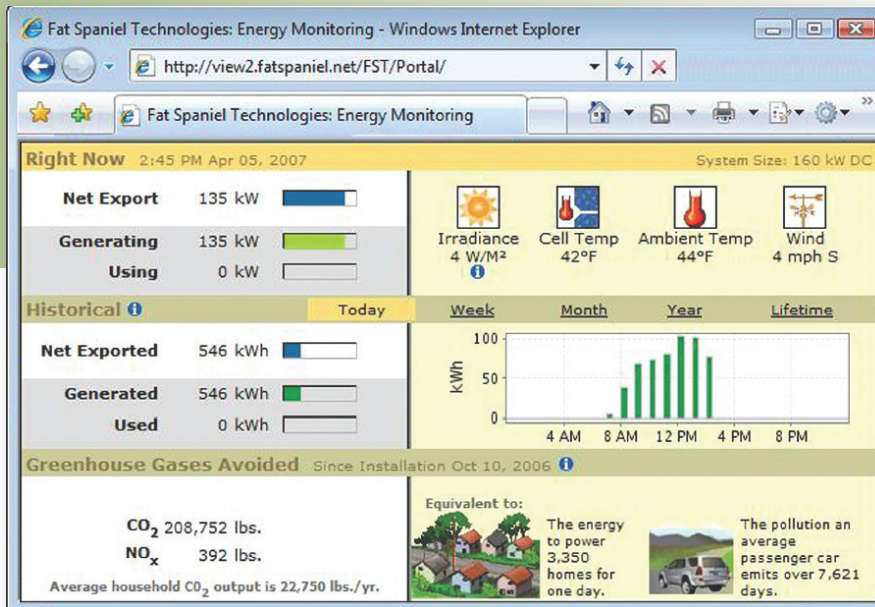 Fat Spaniel Technologies: Energy Monitoring - Windows Internet Explorer
http://view2.fatspaniel.net/FST/Portal/
Fat Spaniel Technologies: Energy Monitoring
Right Now 2:45 PM Apr 05, 2007
System Size: 160 kW DC
Net Export 135 kW
Generating 135 kW
Using 0 kW
Irradiance
4 W/M²
Cell Temp
42°F
Ambient Temp
44°F
Wind
4 mph S
Historical
Today
Week
Month
Year
Lifetime
Net Exported 546 kWh
Generated 546 kWh
Used 0 kWh
kWh
100
50
0
4 AM 8 AM 12 PM 4 PM 8 PM
Greenhouse Gases Avoided Since Installation Oct 10, 2006
CO₂ 208,752 lbs.
NOₓ 392 lbs.
Average household CO₂ output is 22,750 lbs./yr.
Equivalent to:
The energy
to power
3,350
homes for
one day.
The pollution an
average
passenger car
emits over 7,621
days.